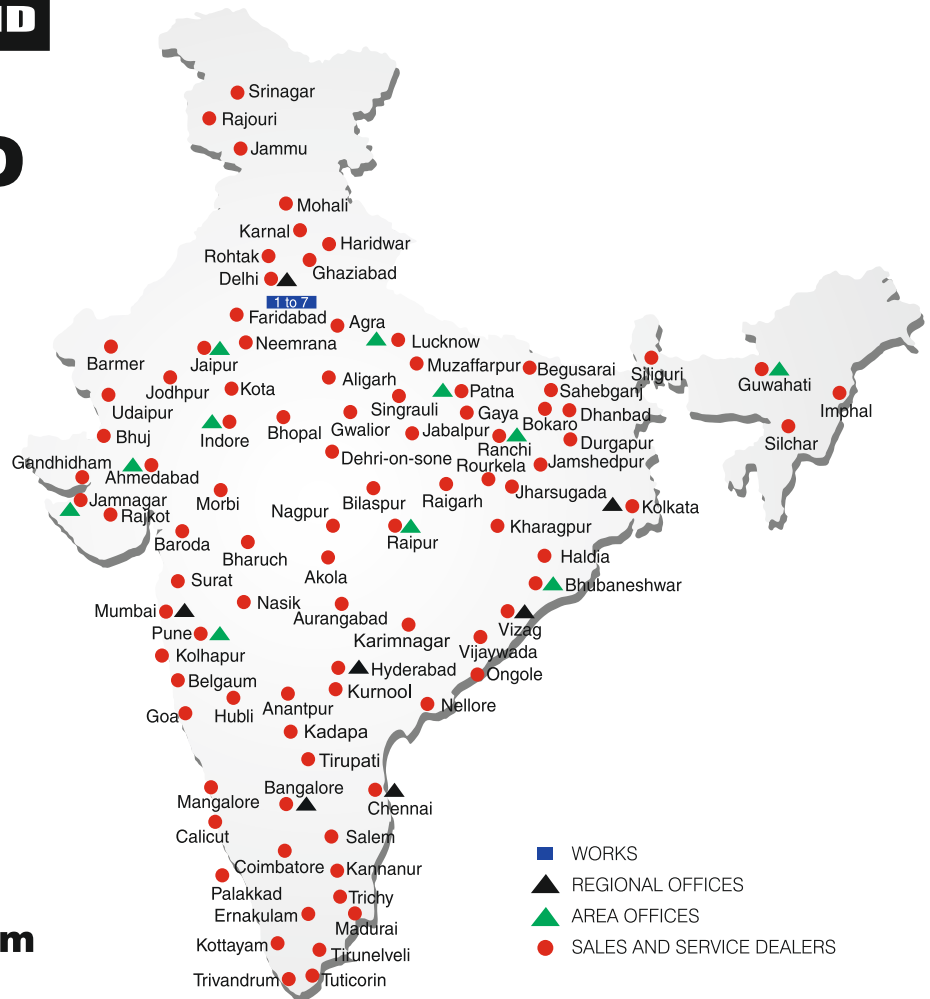 ND
Srinagar
Rajouri
Jammu
Mohali
Karnal
Haridwar
Rohtak
Ghaziabad
Delhi
1 to 7
Faridabad
Agra
Neemrana
Lucknow
Barmer
Jaipur
Muzaffarpur
Begusarai
Siliguri
Guwahati
Jodhpur
Kota
Aligarh
Patna
Sahebganj
Imphal
Udaipur
Singrauli
Gaya
Bokaro
Dhanbad
Bhuj
Indore
Bhopal
Gwalior
Jabalpur
Ranchi
Durgapur
Silchar
Gandhidham
Ahmedabad
Dehri-on-sone
Rourkela
Jamshedpur
Jamnagar
Morbi
Bilaspur
Raigarh
Jharsugada
Kolkata
Rajkot
Nagpur
Raipur
Kharagpur
Baroda
Bharuch
Akola
Haldia
Surat
Bhubaneshwar
Mumbai
Nasik
Aurangabad
Karimnagar
Vizag
Pune
Vijaywada
Kolhapur
Hyderabad
Ongole
Belgaum
Kurnool
Goa
Hubli
Anantpur
Nellore
Kadapa
Tirupati
Mangalore
Bangalore
Chennai
Calicut
Salem
Coimbatore
Kannanur
Palakkad
Trichy
Ernakulam
Madurai
Kottayam
Tirunelveli
Trivandrum
Tuticorin
WORKS
REGIONAL OFFICES
AREA OFFICES
SALES AND SERVICE DEALERS
m